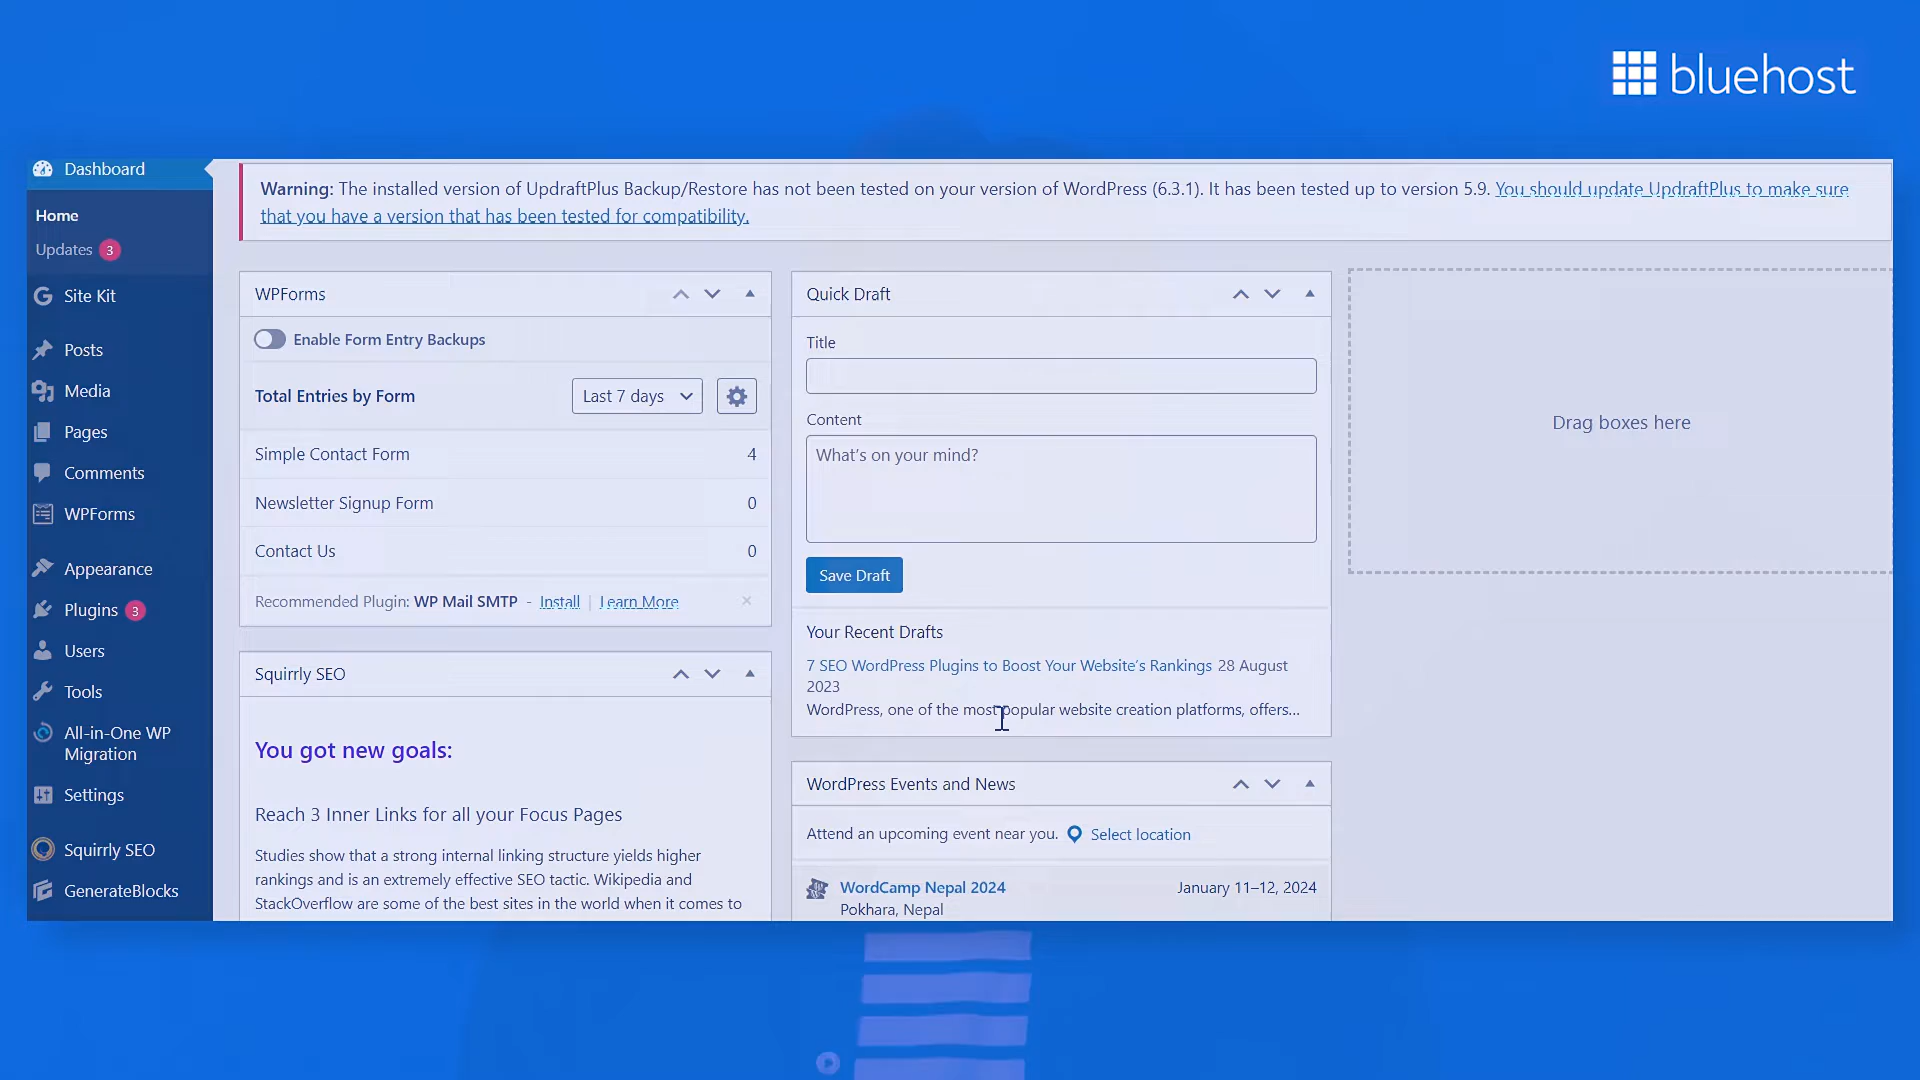 bluehost
Dashboard
Home
Updates 3
Site Kit
Posts
Media
Pages
Comments
WPForms
Appearance
Plugins 3
Users
Tools
All-in-One WP
Migration
Settings
Squirrly SEO
GenerateBlocks
Warning: The installed version of UpdraftPlus Backup/Restore has not been tested on your version of WordPress (6.3.1). It has been tested up to version 5.9. You should update UpdraftPlus to make sure
that you have a version that has been tested for compatibility.
WPForms
Enable Form Entry Backups
Total Entries by Form Last 7 days
Simple Contact Form 4
Newsletter Signup Form 0
Contact Us 0
Recommended Plugin: WP Mail SMTP - Install | Learn More
Squirrly SEO
You got new goals:
Reach 3 Inner Links for all your Focus Pages
Studies show that a strong internal linking structure yields higher
rankings and is an extremely effective SEO tactic. Wikipedia and
StackOverflow are some of the best sites in the world when it comes to
Quick Draft
Title
Content
What's on your mind?
Save Draft
Your Recent Drafts
7 SEO WordPress Plugins to Boost Your Website's Rankings 28 August
2023
WordPress, one of the most popular website creation platforms, offers…
WordPress Events and News
Attend an upcoming event near you. Select location
WordCamp Nepal 2024 January 11–12, 2024
Pokhara, Nepal
Drag boxes here